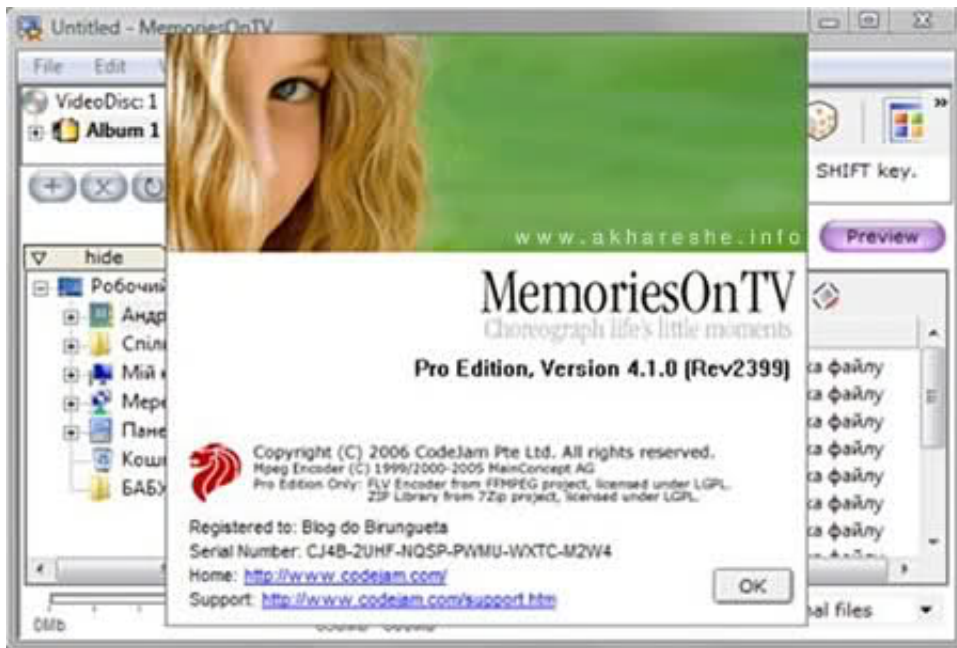 Untitled - MemoriesOnTV
File Edit
VideoDisc: 1
Album 1
SHIFT key.
www.akhareshe.info
Preview
hide
MemoriesOnTV
Choreograph life's little moments
Pro Edition, Version 4.1.0 (Rev2399)
Робочий
Андр
Спіл
Мій
Мере
Пане
Кош
БАБУ
ка файлу
ка файлу
ка файлу
ка файлу
ка файлу
ка файлу
ка файлу
Copyright (C) 2006 CodeJam Pte Ltd. All rights reserved.
Mpeg Encoder (C) 1999/2000-2005 MainConcept AG
Pro Edition Only: FLV Encoder from FFMPEG project, licensed under LGPL.
ZIP Library from 7Zip project, licensed under LGPL.
Registered to: Blog do Birungueta
Serial Number: CJ4B-2UHF-NQSP-PWMU-WXTC-M2W4
Home: http://www.codejam.com/
Support: http://www.codejam.com/support.htm
OK
0Mb
nal files